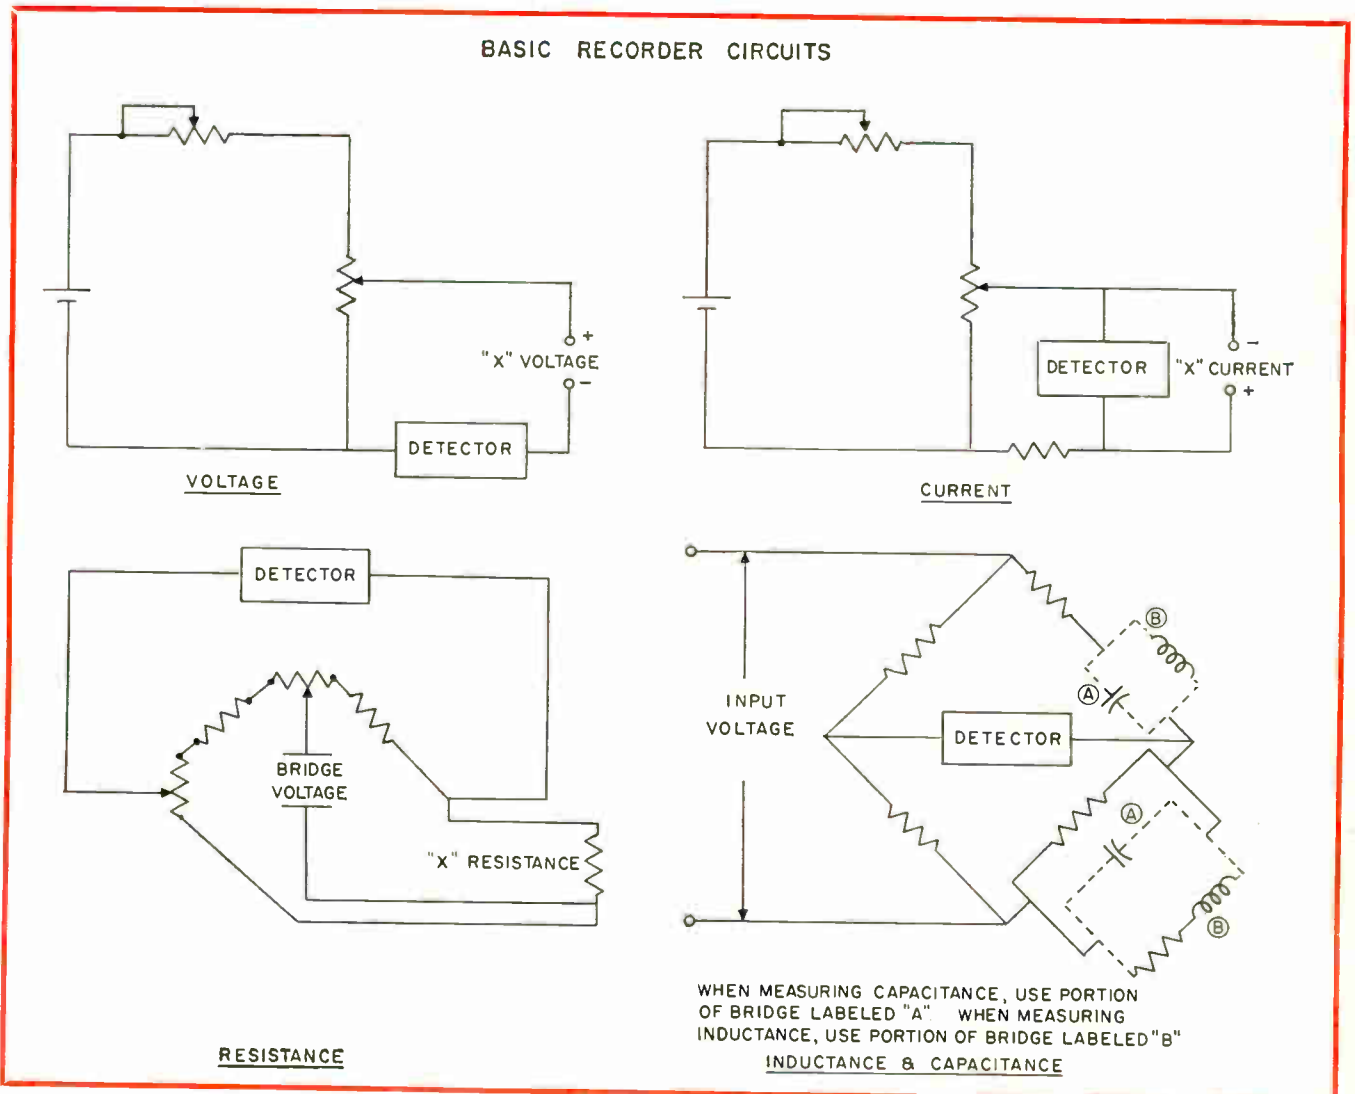 BASIC RECORDER CIRCUITS
+
"X" VOLTAGE
-
DETECTOR
VOLTAGE
-
DETECTOR
"X" CURRENT
+
CURRENT
DETECTOR
BRIDGE
VOLTAGE
"X" RESISTANCE
RESISTANCE
B
A
INPUT
VOLTAGE
DETECTOR
A
B
WHEN MEASURING CAPACITANCE, USE PORTION
OF BRIDGE LABELED "A" WHEN MEASURING
INDUCTANCE, USE PORTION OF BRIDGE LABELED "B"
INDUCTANCE & CAPACITANCE